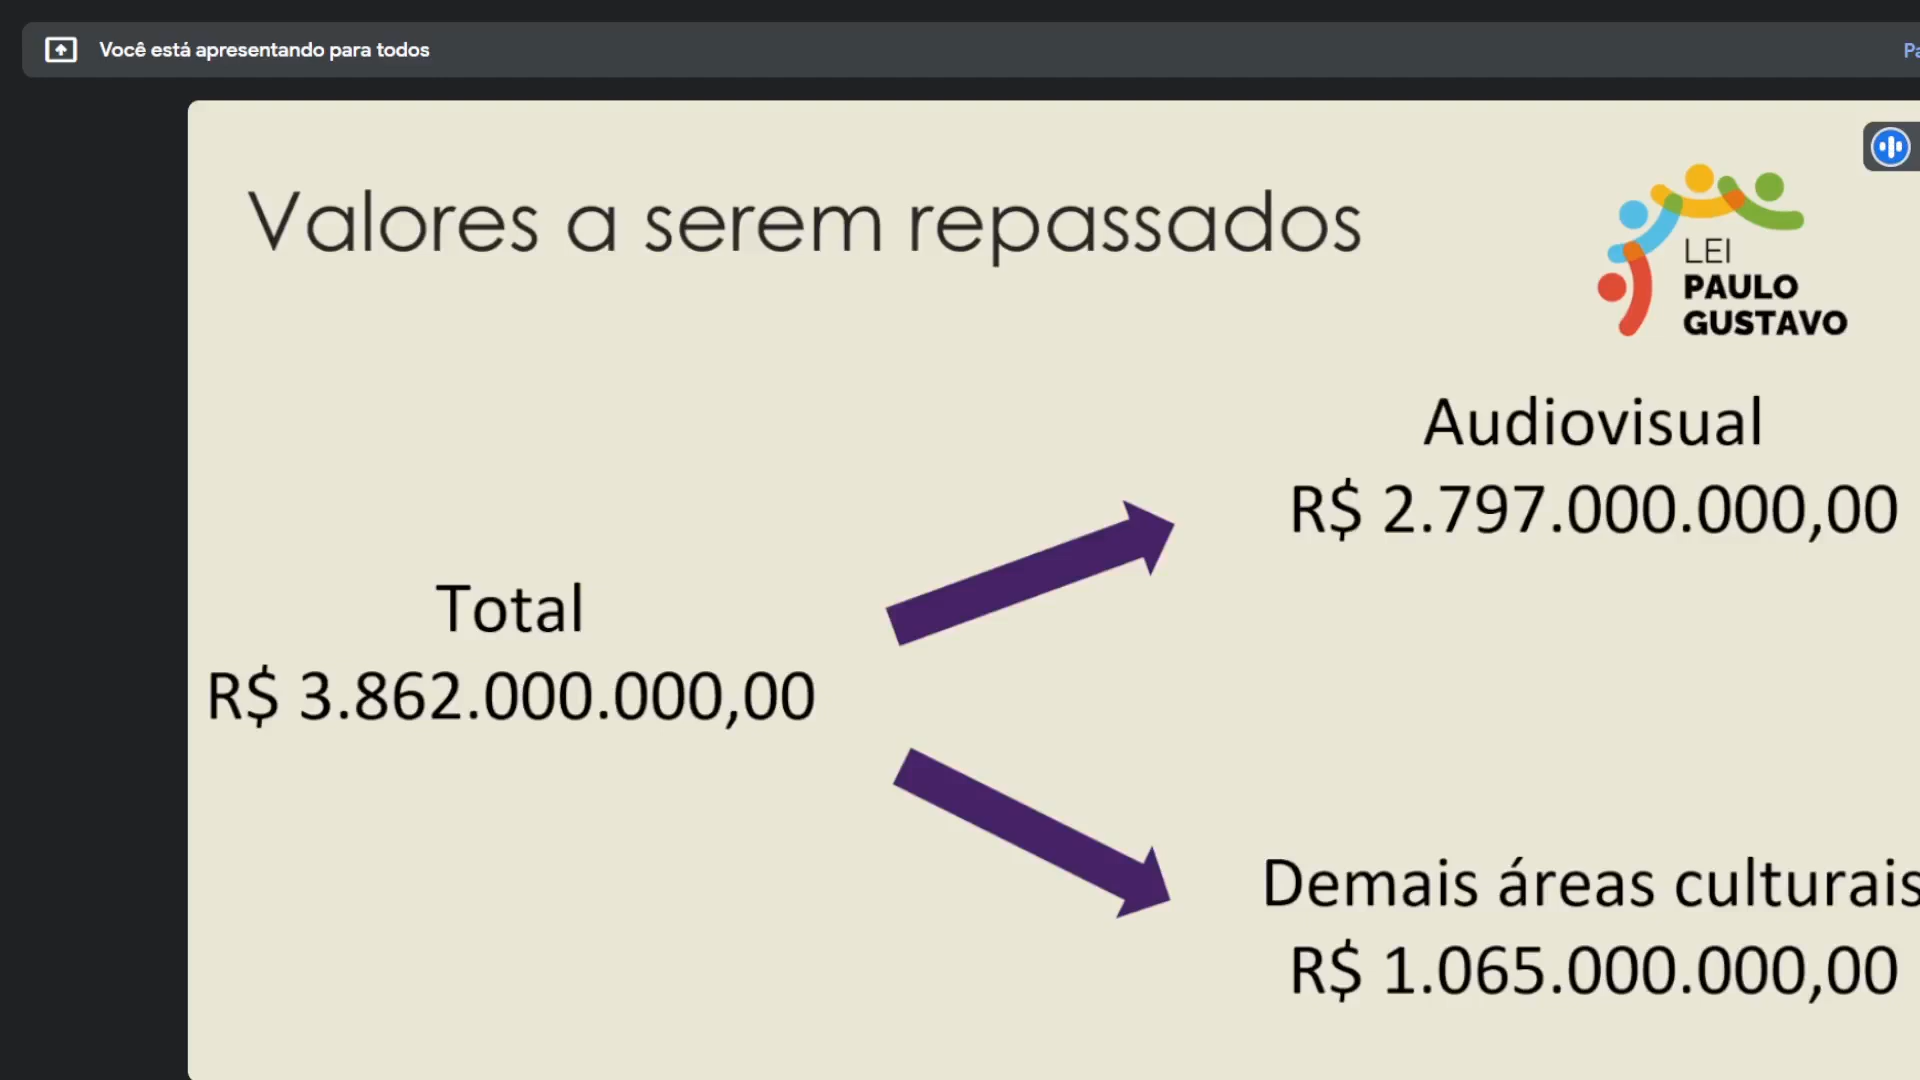 Você está apresentando para todos
Valores a serem repassados
LEI
PAULO
GUSTAVO
Audiovisual
R$ 2.797.000.000,00
Total
R$ 3.862.000.000,00
Demais áreas culturais
R$ 1.065.000.000,00